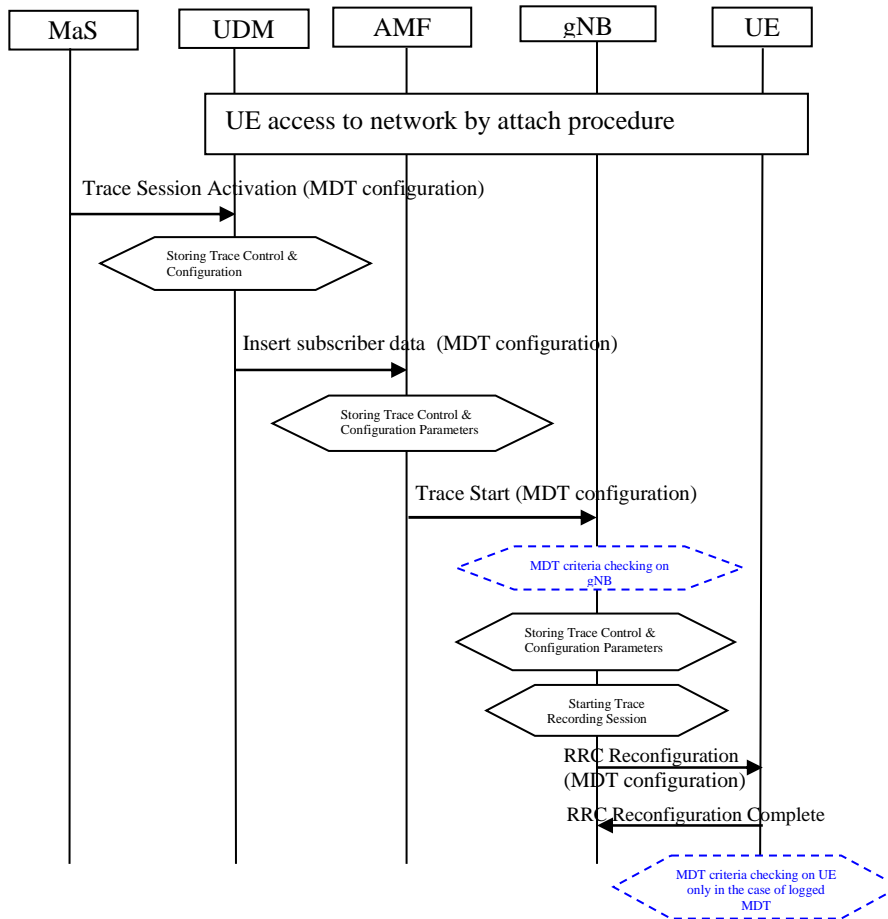 MaS
UDM
AMF
gNB
UE
UE access to network by attach procedure
Trace Session Activation (MDT configuration)
Storing Trace Control &
Configuration
Insert subscriber data (MDT configuration)
Storing Trace Control &
Configuration Parameters
Trace Start (MDT configuration)
MDT criteria checking on
gNB
Storing Trace Control &
Configuration Parameters
Starting Trace
Recording Session
RRC Reconfiguration
(MDT configuration)
RRC Reconfiguration Complete
MDT criteria checking on UE
only in the case of logged
MDT